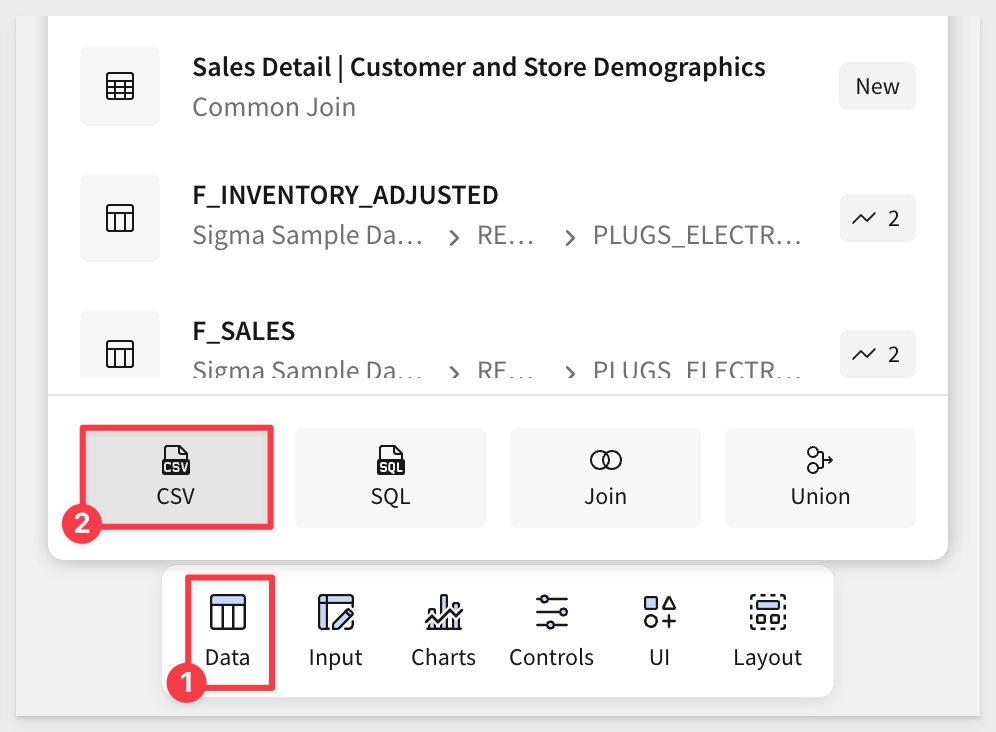 Sales Detail | Customer and Store Demographics
Common Join
New
F_INVENTORY_ADJUSTED
Sigma Sample Da… > RE… > PLUGS_ELECTR…
2
F_SALES
Sigma Sample Da… > RE… > PLUGS_ELECTR…
2
CSV
SQL
CSV
SQL
Join
Union
2
Data
Input
Charts
Controls
UI
Layout
1